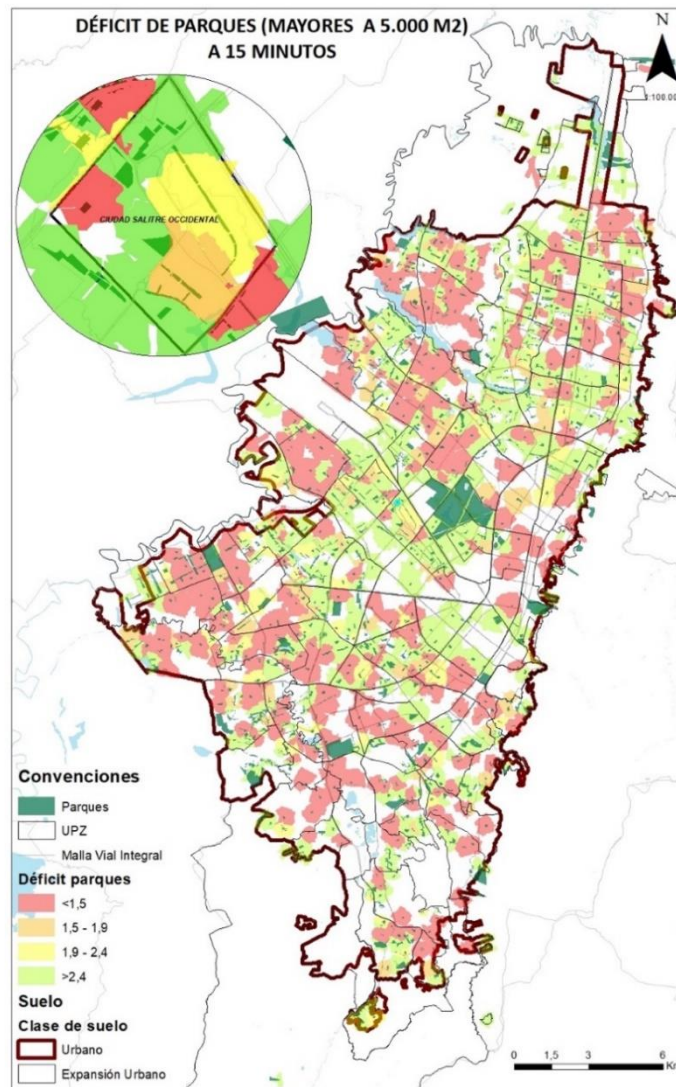 DÉFICIT DE PARQUES (MAYORES A 5.000 M2)
A 15 MINUTOS
N
CIUDAD SALITRE OCCIDENTAL
Convenciones
Parques
UPZ
Malla Vial Integral
Déficit parques
<1,5
1,5 - 1,9
1,9 - 2,4
>2,4
Suelo
Clase de suelo
Urbano
Expansión Urbano
0 1,5 3 6